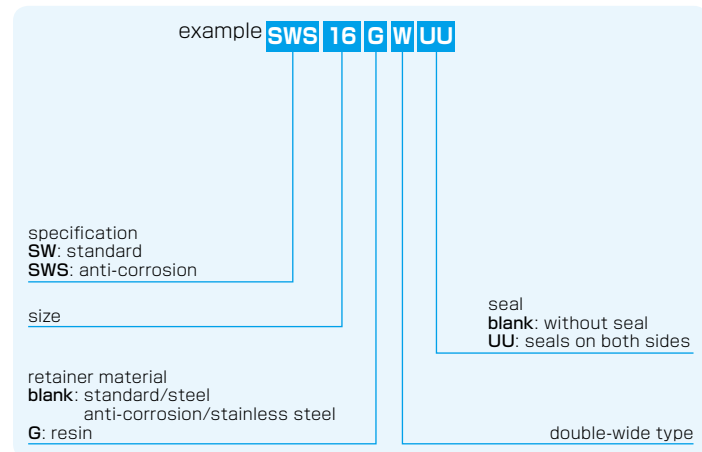 example SWS 16 G W UU
specification
SW: standard
SWS: anti-corrosion
size
retainer material
blank: standard/steel
anti-corrosion/stainless steel
G: resin
seal
blank: without seal
UU: seals on both sides
double-wide type